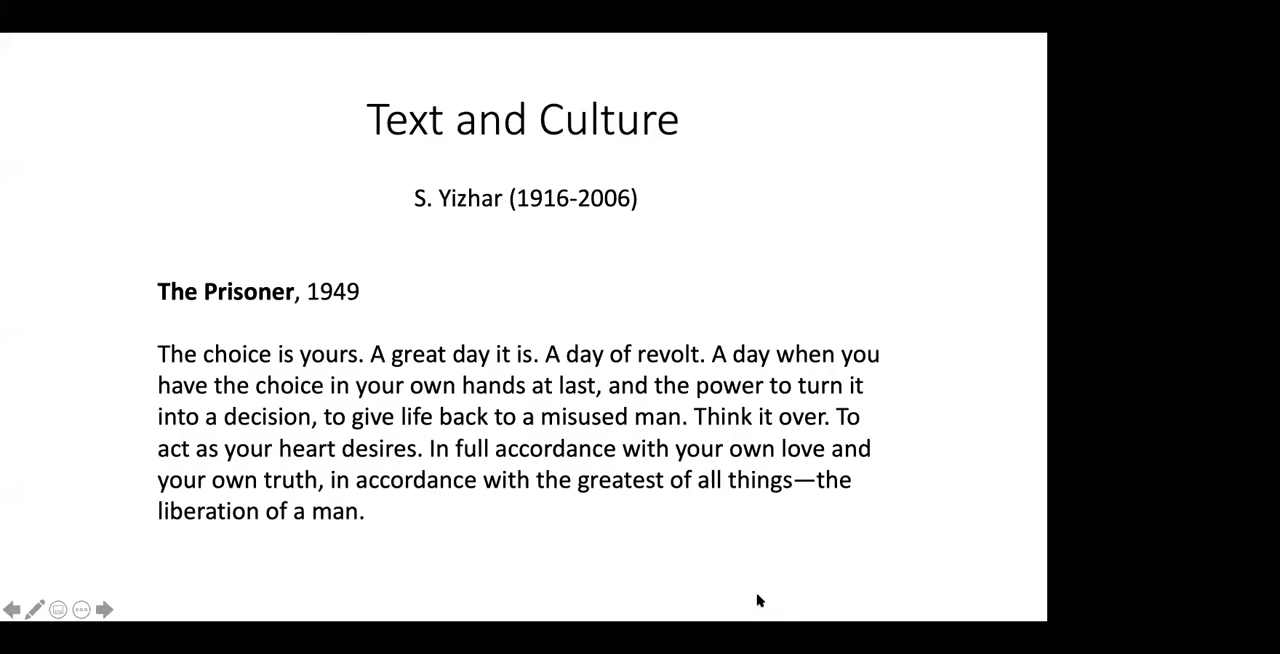 Text and Culture
S. Yizhar (1916-2006)
The Prisoner, 1949
The choice is yours. A great day it is. A day of revolt. A day when you
have the choice in your own hands at last, and the power to turn it
into a decision, to give life back to a misused man. Think it over. To
act as your heart desires. In full accordance with your own love and
your own truth, in accordance with the greatest of all things—the
liberation of a man.